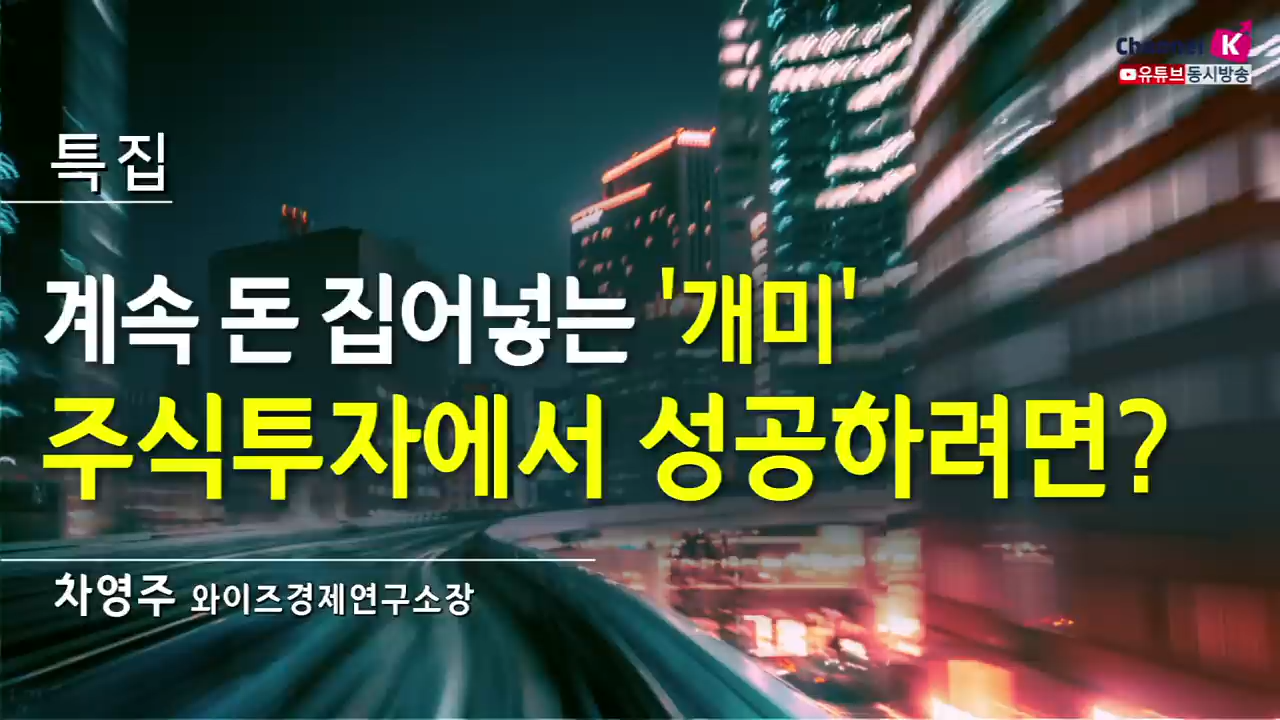 Channel K
유튜브 동시방송
특집
계속 돈 집어넣는 '개미'
주식투자에서 성공하려면?
차영주 와이즈경제연구소장